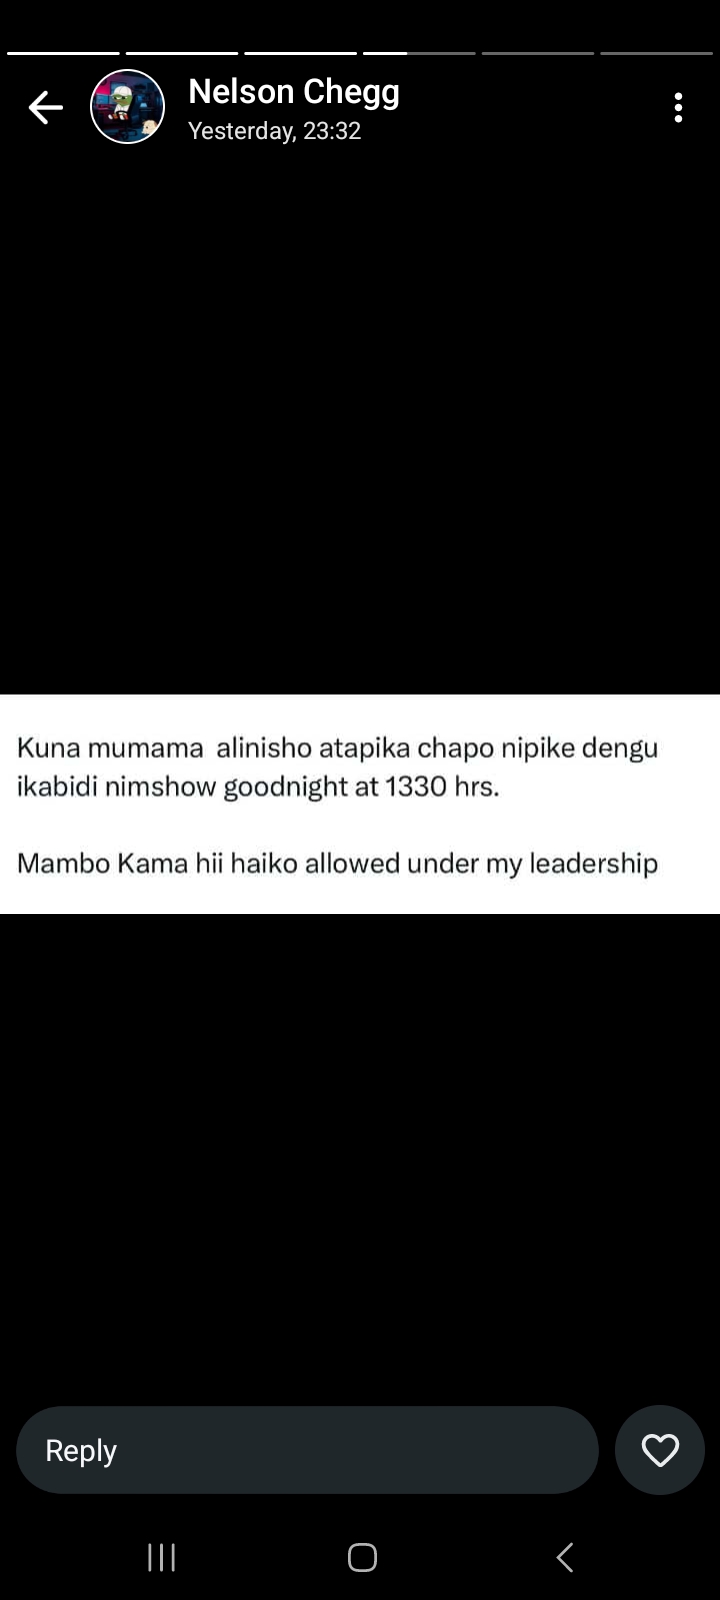 Nelson Chegg
Yesterday, 23:32
Kuna mumama  alinisho atapika chapo nipike dengu
ikabidi nimshow goodnight at 1330 hrs.
Mambo Kama hii haiko allowed under my leadership
Reply